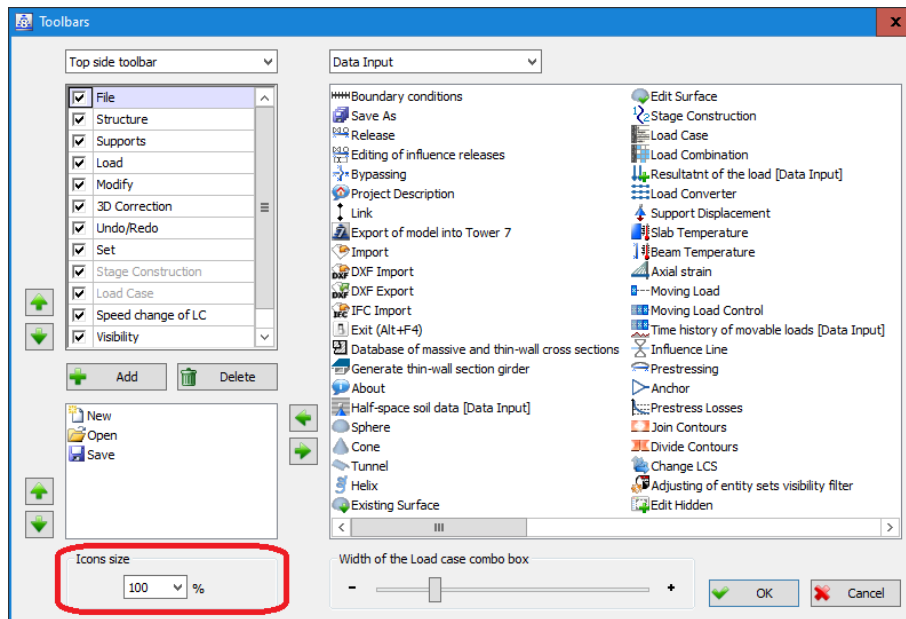 Toolbars
Top side toolbar
File
Structure
Supports
Load
Modify
3D Correction
Undo/Redo
Set
Stage Construction
Load Case
Speed change of LC
Visibility
Add
Delete
New
Open
Save
Icons size
100
%
Data Input
Boundary conditions
Save As
Release
Editing of influence releases
Bypassing
Project Description
Link
Export of model into Tower 7
Import
DXF Import
DXF Export
IFC Import
Exit (Alt+F4)
Database of massive and thin-wall cross sections
Generate thin-wall section girder
About
Half-space soil data [Data Input]
Sphere
Cone
Tunnel
Helix
Existing Surface
Edit Surface
Stage Construction
Load Case
Load Combination
Resultatnt of the load [Data Input]
Load Converter
Support Displacement
Slab Temperature
Beam Temperature
Axial strain
Moving Load
Moving Load Control
Time history of movable loads [Data Input]
Influence Line
Prestressing
Anchor
Prestress Losses
Join Contours
Divide Contours
Change LCS
Adjusting of entity sets visibility filter
Edit Hidden
Width of the Load case combo box
- +
OK
Cancel